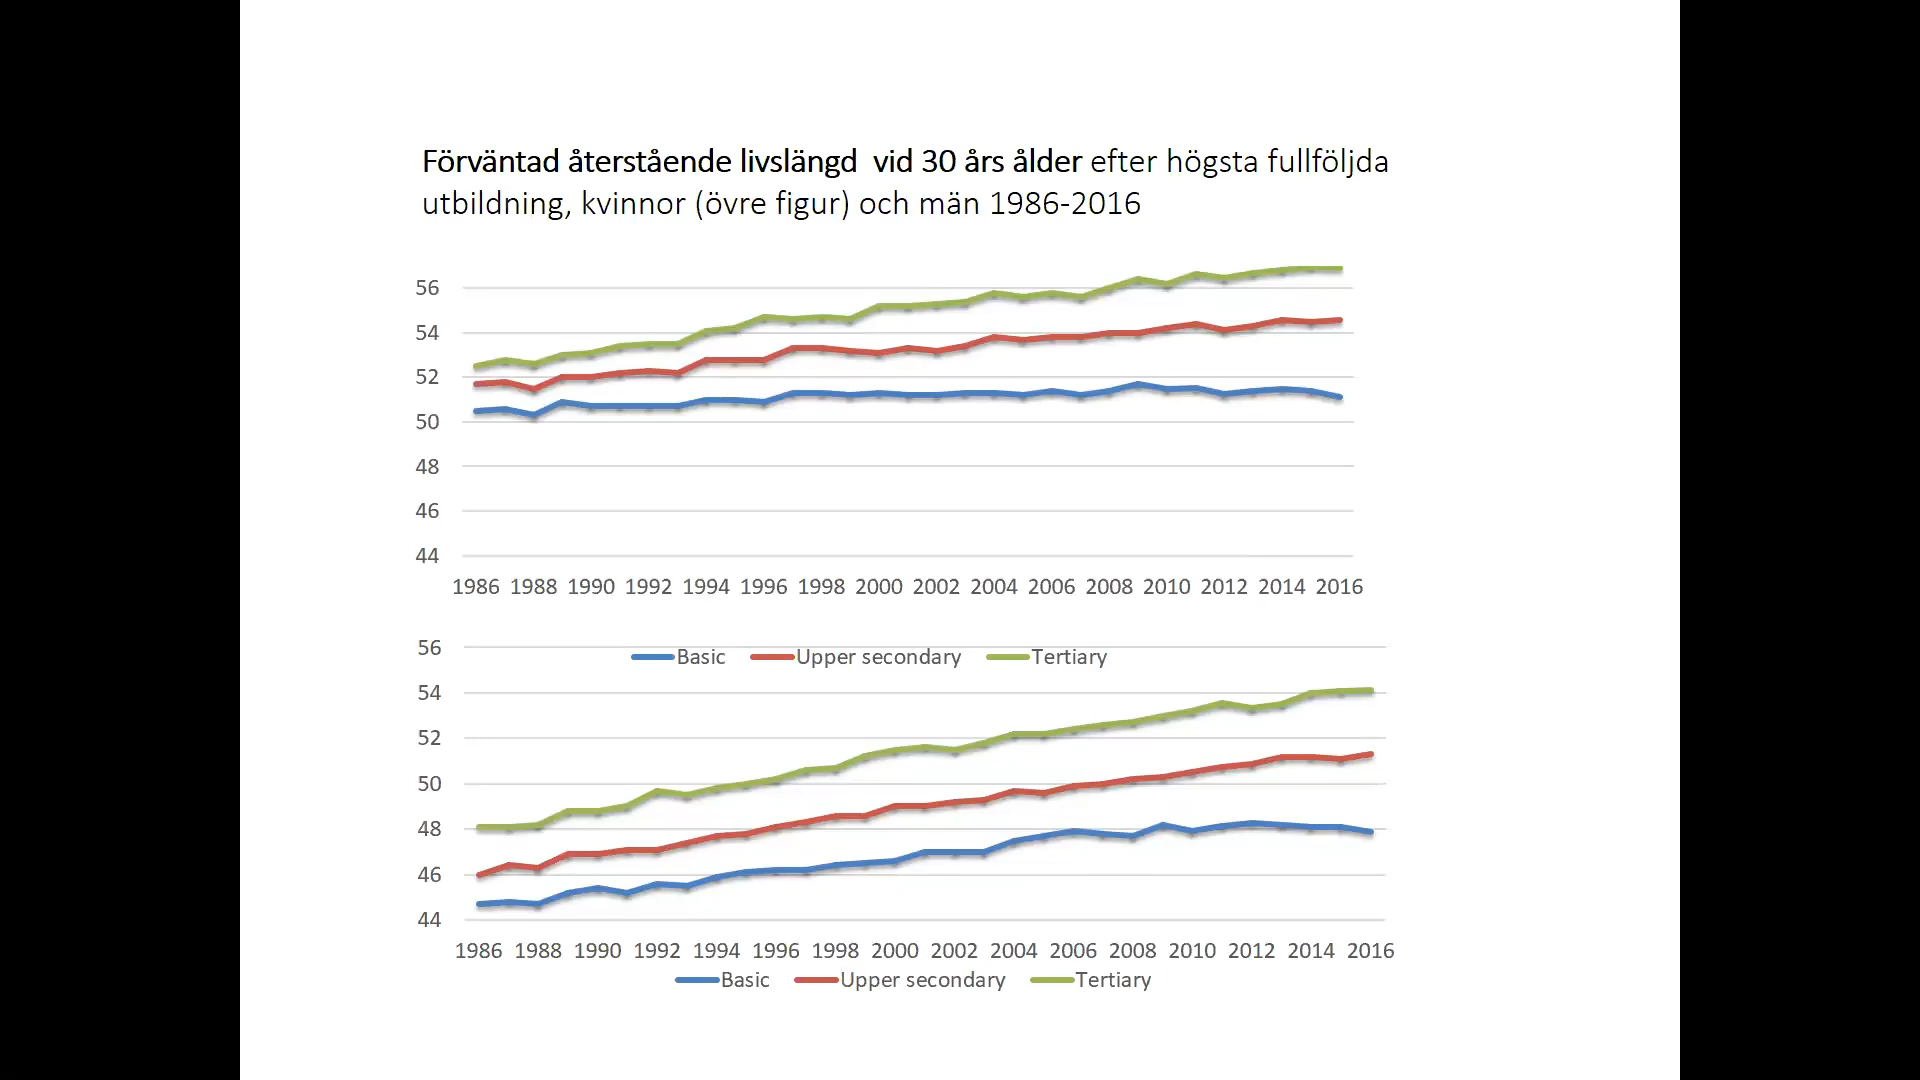 Förväntad återstående livslängd  vid 30 års ålder efter högsta fullföljda
utbildning, kvinnor (övre figur) och män 1986-2016
56
54
52
50
48
46
44
1986 1988 1990 1992 1994 1996 1998 2000 2002 2004 2006 2008 2010 2012 2014 2016
56
Basic Upper secondary Tertiary
54
52
50
48
46
44
1986 1988 1990 1992 1994 1996 1998 2000 2002 2004 2006 2008 2010 2012 2014 2016
Basic Upper secondary Tertiary